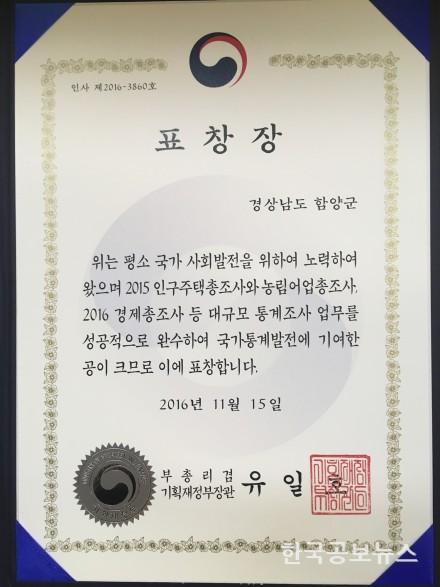 인사 제2016-3860호
표 창 장
경상남도 함양군
위는 평소 국가 사회발전을 위하여 노력하여
왔으며 2015 인구주택총조사와 농림어업총조사,
2016 경제총조사 등 대규모 통계조사 업무를
성공적으로 완수하여 국가통계발전에 기여한
공이 크므로 이에 표창합니다.
2016년 11월 15일
부총리겸
기획재정부장관 유 일 호
한국공보뉴스